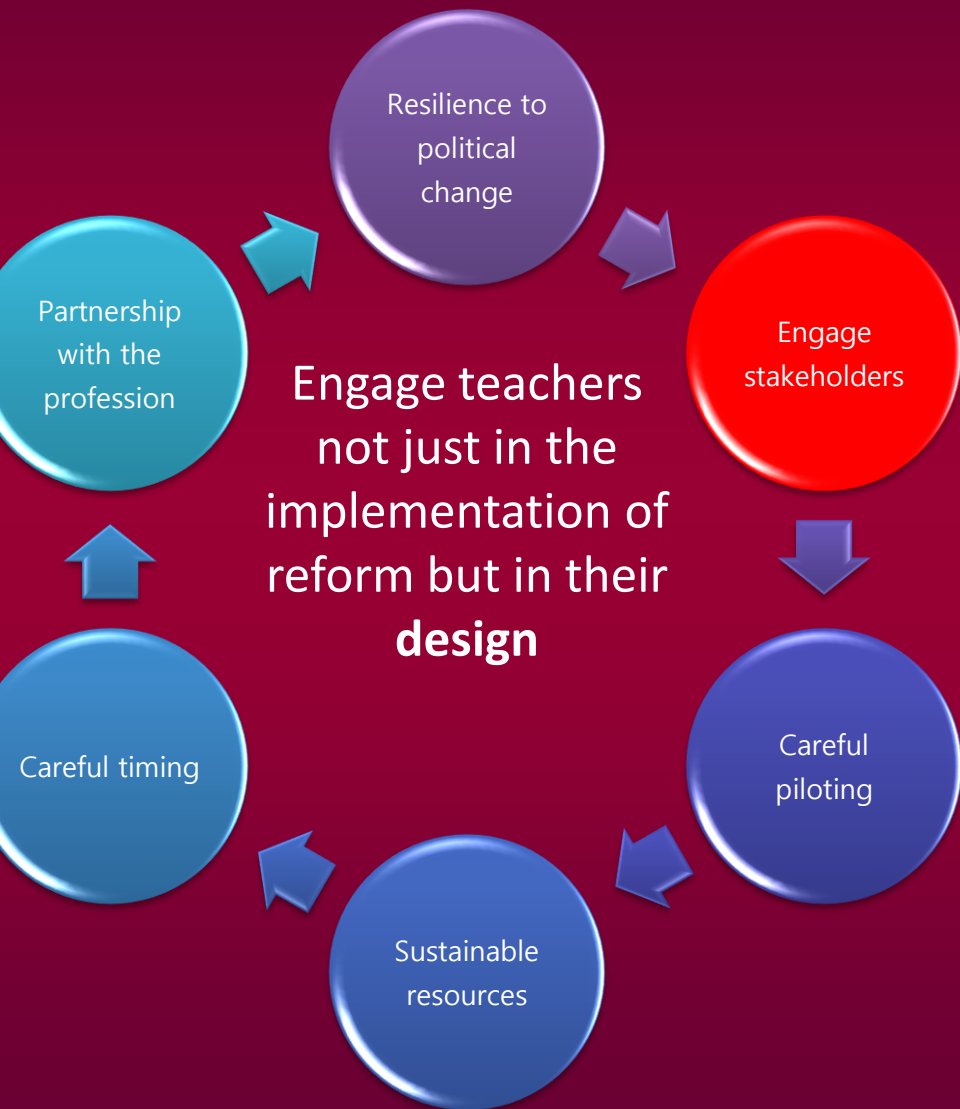 Resilience to
political
change
Engage
stakeholders
Careful
piloting
Sustainable
resources
Careful timing
Partnership
with the
profession
Engage teachers
not just in the
implementation of
reform but in their
design